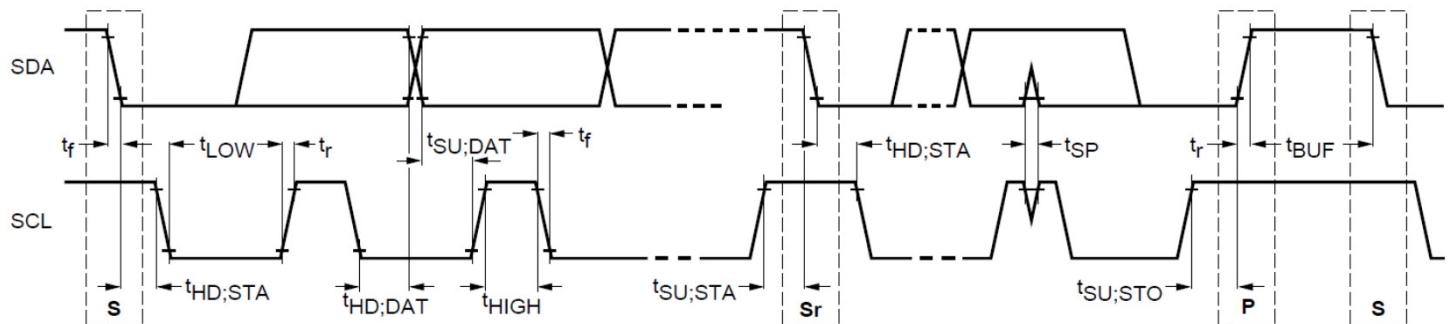 SDA
t_f t_LOW t_r t_SU;DAT t_f t_HD;STA t_SP t_r t_BUF
SCL
t_HD;STA t_HD;DAT t_HIGH t_SU;STA t_SU;STO
S Sr P S